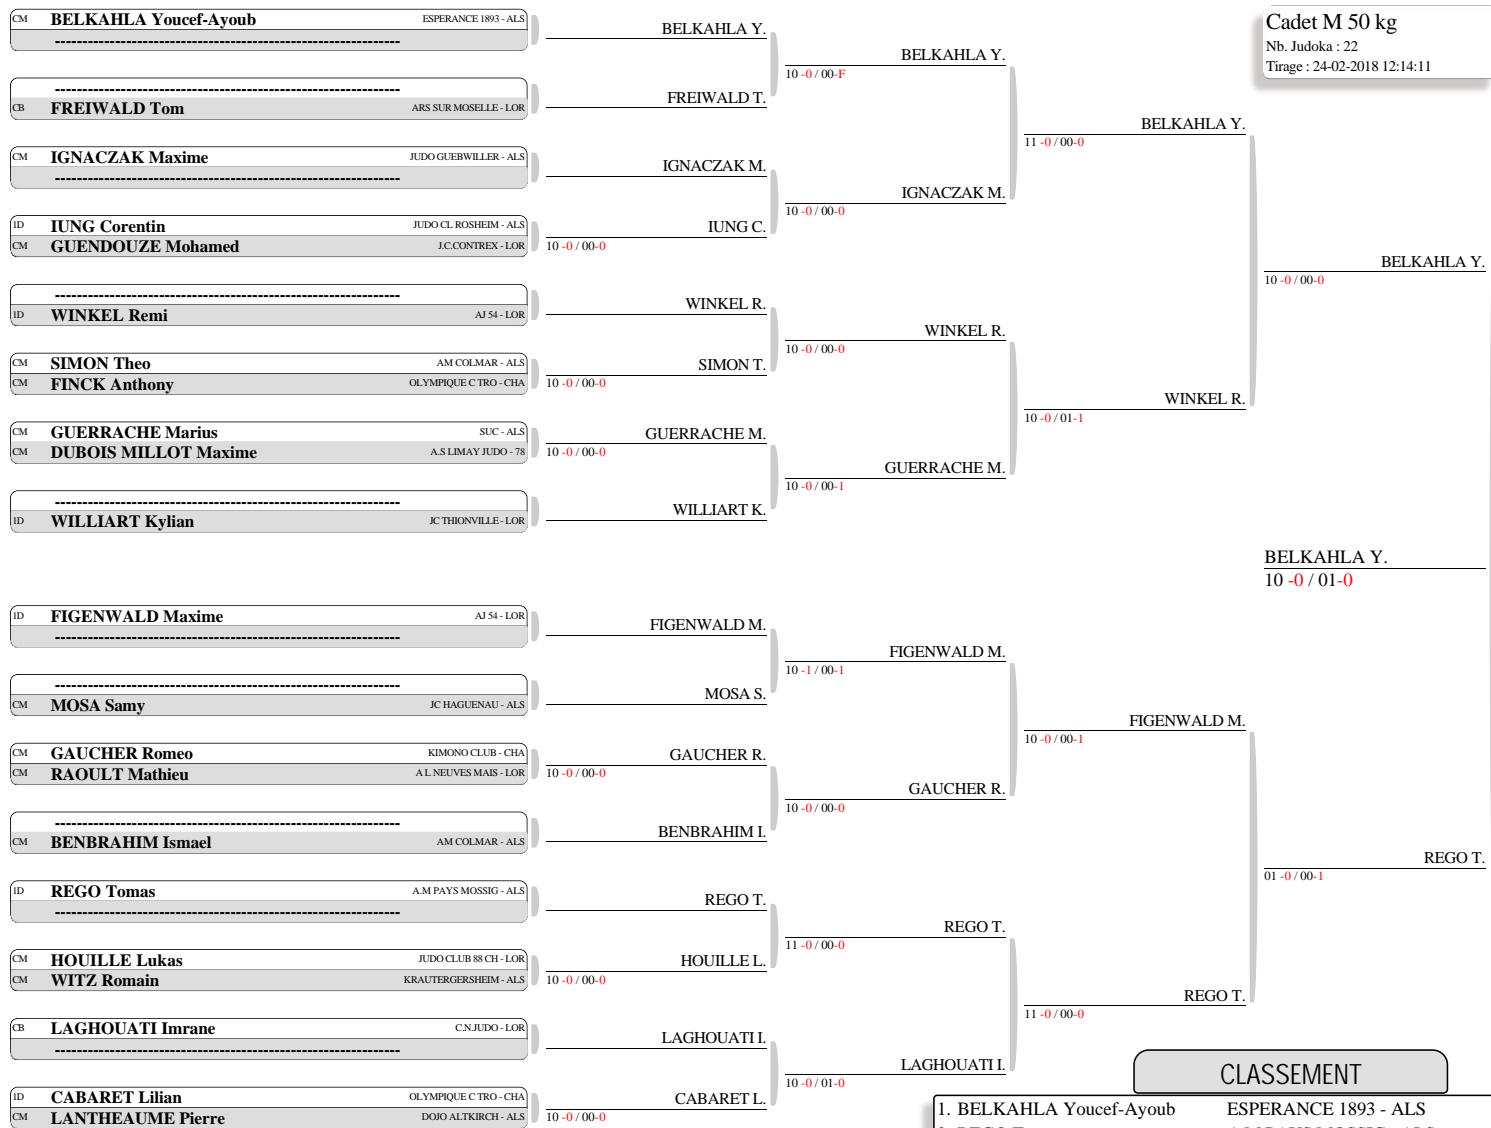 Cadet M 50 kg
Nb. Judoka : 22
Tirage : 24-02-2018 12:14:11
CM BELKAHLA Youcef-Ayoub ESPERANCE 1893 - ALS
----------------------------------------------------------------
----------------------------------------------------------------
CB FREIWALD Tom ARS SUR MOSELLE - LOR
CM IGNACZAK Maxime JUDO GUEBWILLER - ALS
----------------------------------------------------------------
1D IUNG Corentin JUDO CL ROSHEIM - ALS
CM GUENDOUZE Mohamed J.C.CONTREX - LOR
----------------------------------------------------------------
1D WINKEL Remi AJ 54 - LOR
CM SIMON Theo AM COLMAR - ALS
CM FINCK Anthony OLYMPIQUE C TRO - CHA
CM GUERRACHE Marius SUC - ALS
CM DUBOIS MILLOT Maxime A.S LIMAY JUDO - 78
----------------------------------------------------------------
1D WILLIART Kylian JC THIONVILLE - LOR
1D FIGENWALD Maxime AJ 54 - LOR
----------------------------------------------------------------
----------------------------------------------------------------
CM MOSA Samy JC HAGUENAU - ALS
CM GAUCHER Romeo KIMONO CLUB - CHA
CM RAOULT Mathieu A L NEUVES MAIS - LOR
----------------------------------------------------------------
CM BENBRAHIM Ismael AM COLMAR - ALS
1D REGO Tomas A.M PAYS MOSSIG - ALS
----------------------------------------------------------------
CM HOUILLE Lukas JUDO CLUB 88 CH - LOR
CM WITZ Romain KRAUTERGERSHEIM - ALS
CB LAGHOUATI Imrane C.N.JUDO - LOR
----------------------------------------------------------------
1D CABARET Lilian OLYMPIQUE C TRO - CHA
CM LANTHEAUME Pierre DOJO ALTKIRCH - ALS
BELKAHLA Y.
FREIWALD T.
IGNACZAK M.
IUNG C.
10 -0 / 00-0
WINKEL R.
SIMON T.
10 -0 / 00-0
GUERRACHE M.
10 -0 / 00-0
WILLIART K.
FIGENWALD M.
MOSA S.
GAUCHER R.
10 -0 / 00-0
BENBRAHIM I.
REGO T.
HOUILLE L.
10 -0 / 00-0
LAGHOUATI I.
CABARET L.
10 -0 / 00-0
BELKAHLA Y.
10 -0 / 00-F
IGNACZAK M.
10 -0 / 00-0
WINKEL R.
10 -0 / 00-0
GUERRACHE M.
10 -0 / 00-1
FIGENWALD M.
10 -1 / 00-1
GAUCHER R.
10 -0 / 00-0
REGO T.
11 -0 / 00-0
LAGHOUATI I.
10 -0 / 01-0
BELKAHLA Y.
11 -0 / 00-0
WINKEL R.
10 -0 / 01-1
FIGENWALD M.
10 -0 / 00-1
REGO T.
11 -0 / 00-0
BELKAHLA Y.
10 -0 / 00-0
REGO T.
01 -0 / 00-1
BELKAHLA Y.
10 -0 / 01-0
CLASSEMENT
1. BELKAHLA Youcef-Ayoub ESPERANCE 1893 - ALS